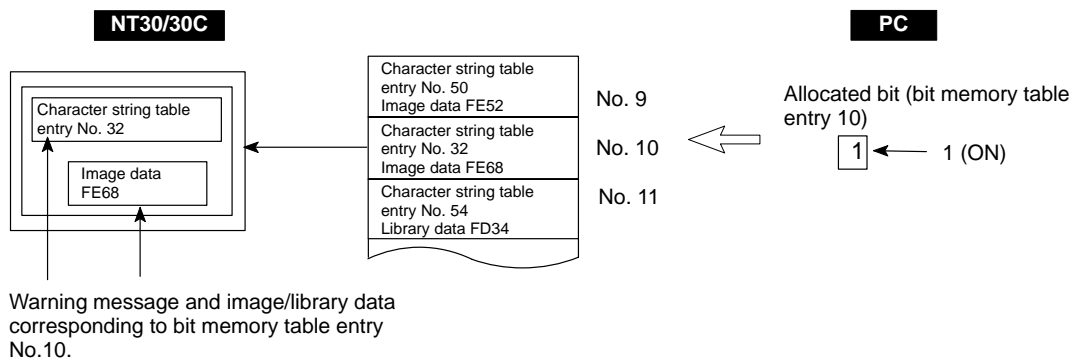 NT30/30C
PC
Character string table
entry No. 32
Image data
FE68
Character string table
entry No. 50
Image data FE52
Character string table
entry No. 32
Image data FE68
Character string table
entry No. 54
Library data FD34
No. 9
No. 10
No. 11
Allocated bit (bit memory table
entry 10)
1
1 (ON)
Warning message and image/library data
corresponding to bit memory table entry
No.10.